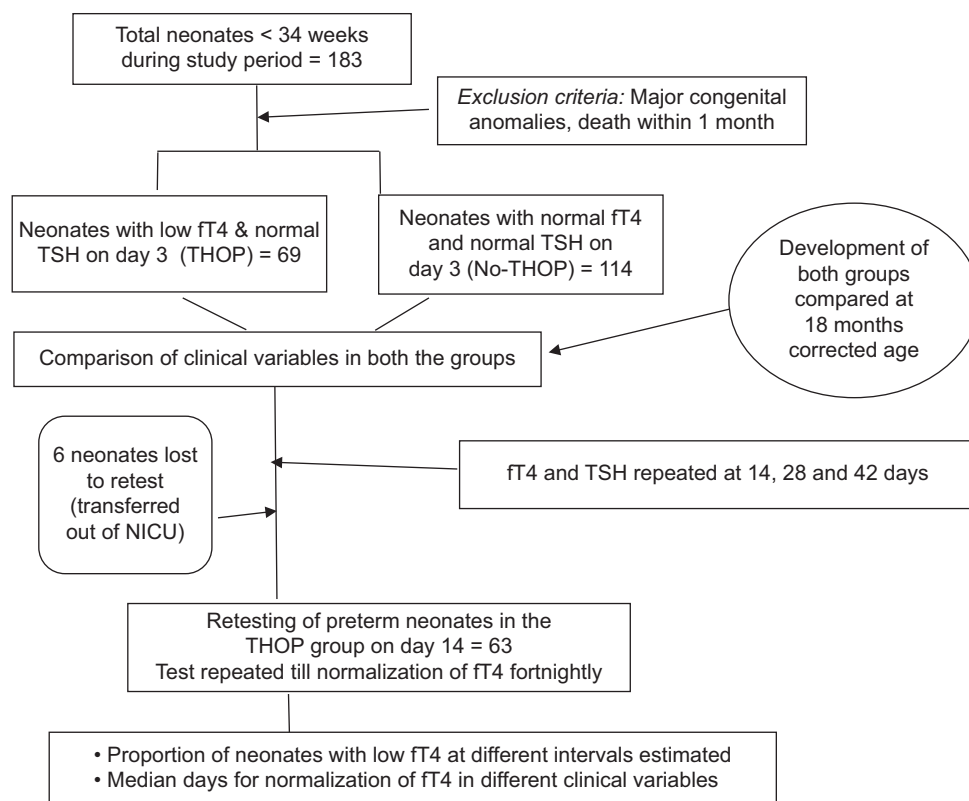 Total neonates < 34 weeks
during study period = 183
Exclusion criteria: Major congenital
anomalies, death within 1 month
Neonates with low fT4 & normal
TSH on day 3 (THOP) = 69
Neonates with normal fT4
and normal TSH on
day 3 (No-THOP) = 114
Development of
both groups
compared at
18 months
corrected age
Comparison of clinical variables in both the groups
6 neonates lost
to retest
(transferred
out of NICU)
fT4 and TSH repeated at 14, 28 and 42 days
Retesting of preterm neonates in the
THOP group on day 14 = 63
Test repeated till normalization of fT4 fortnightly
• Proportion of neonates with low fT4 at different intervals estimated
• Median days for normalization of fT4 in different clinical variables